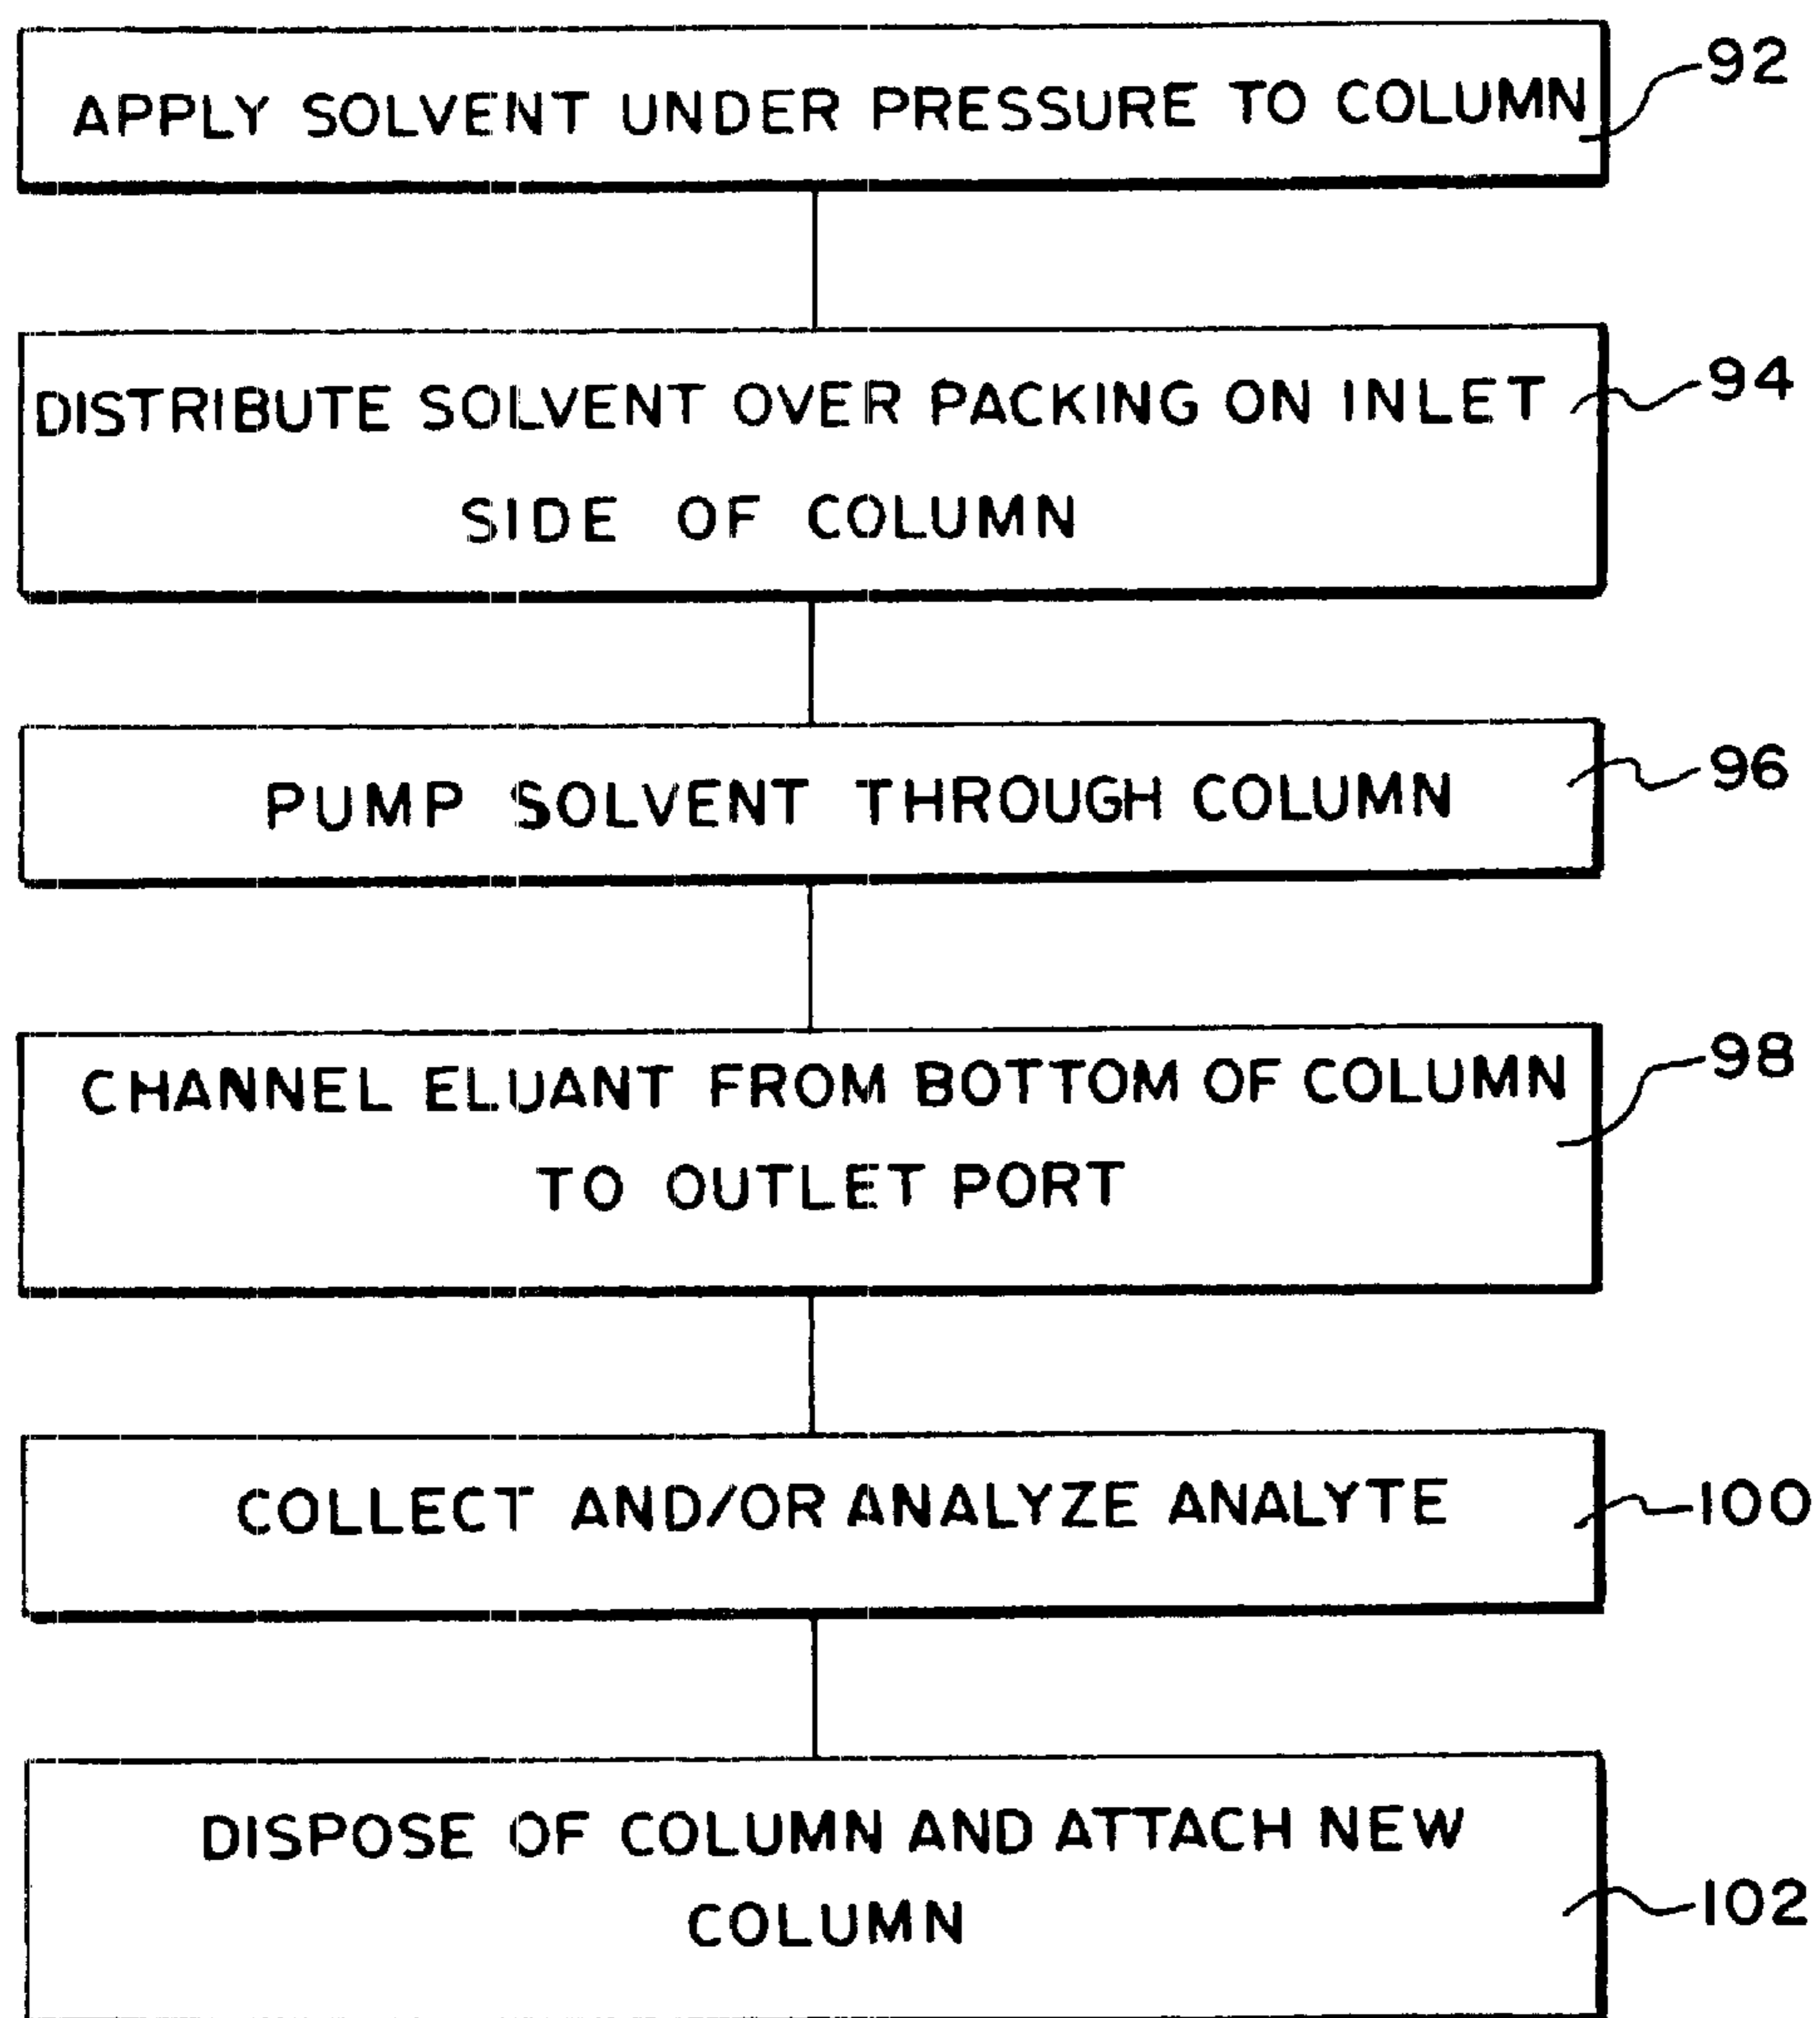 APPLY SOLVENT UNDER PRESSURE TO COLUMN
92
DISTRIBUTE SOLVENT OVER PACKING ON INLET
SIDE OF COLUMN
94
PUMP SOLVENT THROUGH COLUMN
96
CHANNEL ELUANT FROM BOTTOM OF COLUMN
TO OUTLET PORT
98
COLLECT AND/OR ANALYZE ANALYTE
100
DISPOSE OF COLUMN AND ATTACH NEW
COLUMN
102